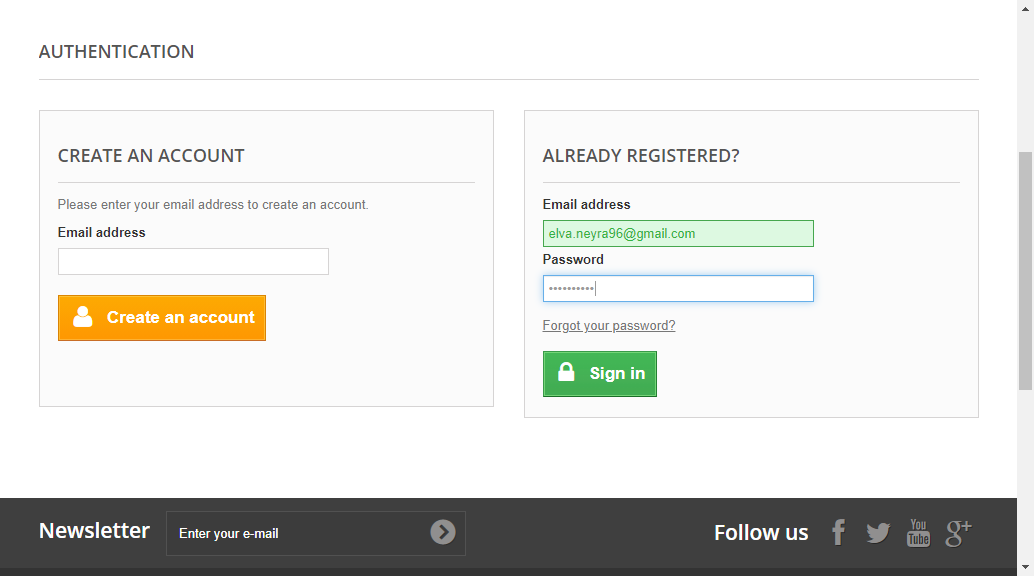 AUTHENTICATION
CREATE AN ACCOUNT
Please enter your email address to create an account.
Email address
Create an account
ALREADY REGISTERED?
Email address
elva.neyra96@gmail.com
Password
••••••••••
Forgot your password?
Sign in
Newsletter
Enter your e-mail
Follow us
f
You
Tube
g+